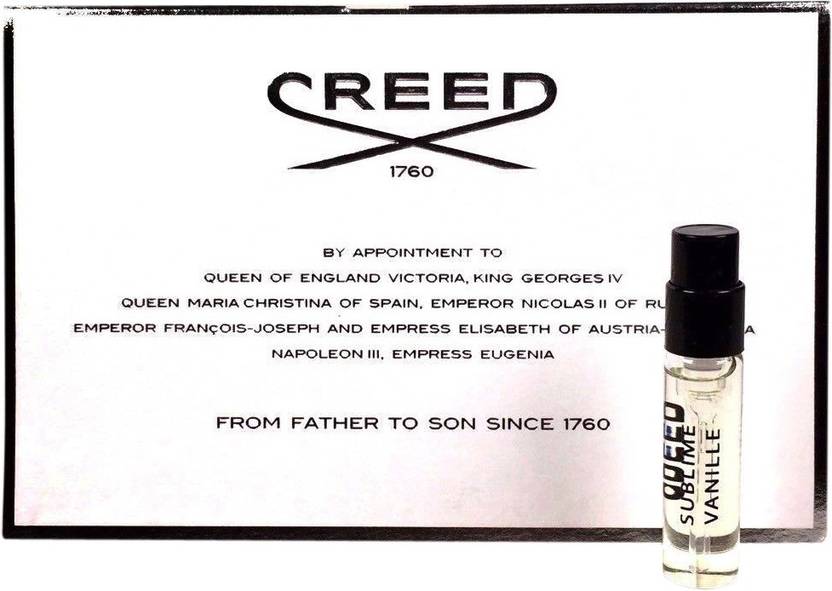 CREED
1760
BY APPOINTMENT TO
QUEEN OF ENGLAND VICTORIA, KING GEORGES IV
QUEEN MARIA CHRISTINA OF SPAIN, EMPEROR NICOLAS II OF
EMPEROR FRANÇOIS-JOSEPH AND EMPRESS ELISABETH OF AUSTRIA-
NAPOLEON III, EMPRESS EUGENIA
FROM FATHER TO SON SINCE 1760
CREED
SUBLIME
VANILLE